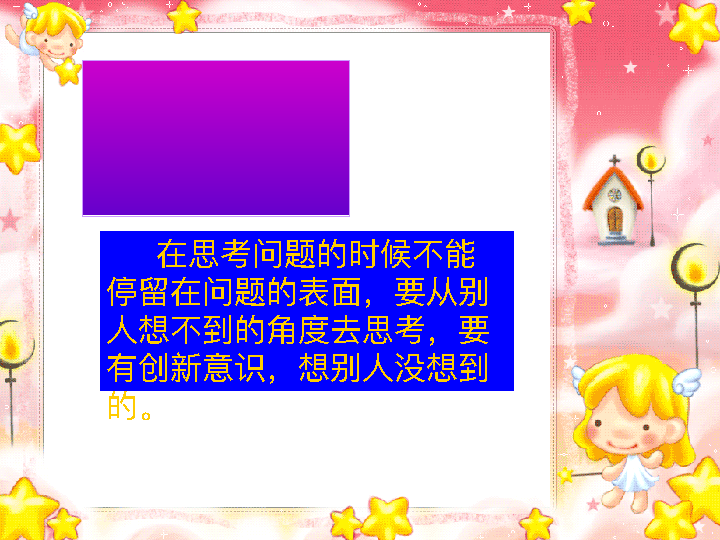 在思考问题的时候不能
停留在问题的表面，要从别
人想不到的角度去思考，要
有创新意识，想别人没想到
的。